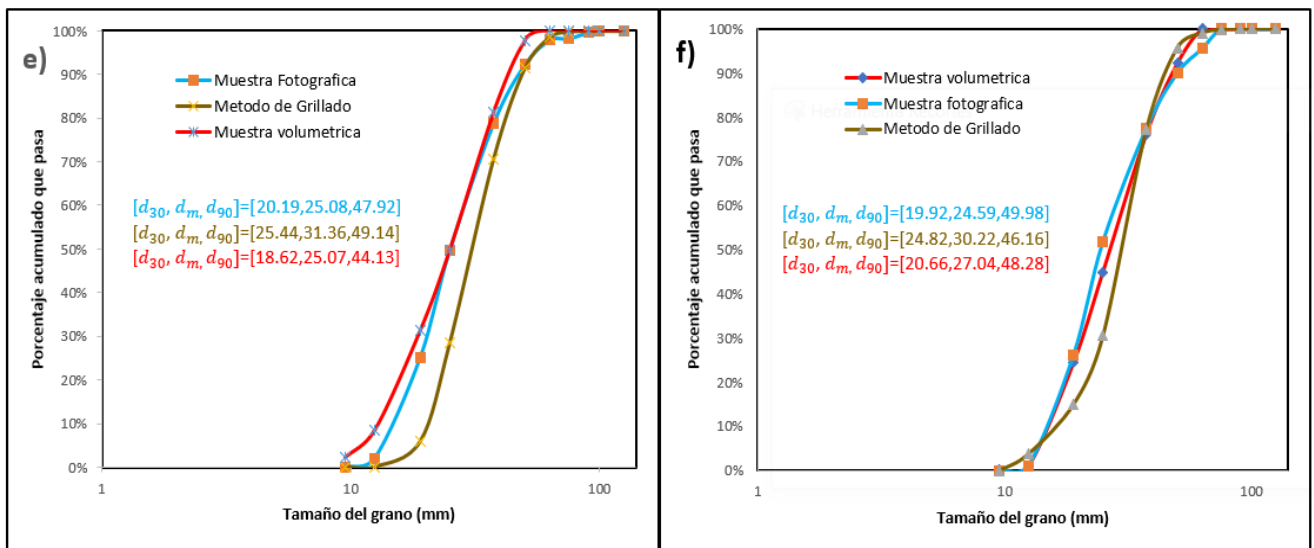 e)
100%
90%
80%
70%
60%
50%
40%
30%
20%
10%
0%
Porcentaje acumulado que pasa
Muestra Fotografica
Metodo de Grillado
Muestra volumetrica
[d30, dm, d90]=[20.19,25.08,47.92]
[d30, dm, d90]=[25.44,31.36,49.14]
[d30, dm, d90]=[18.62,25.07,44.13]
1
10
100
Tamaño del grano (mm)
f)
100%
90%
80%
70%
60%
50%
40%
30%
20%
10%
0%
Porcentaje acumulado que pasa
Muestra volumetrica
Muestra fotografica
Metodo de Grillado
[d30, dm, d90]=[19.92,24.59,49.98]
[d30, dm, d90]=[24.82,30.22,46.16]
[d30, dm, d90]=[20.66,27.04,48.28]
1
10
100
Tamaño del grano (mm)